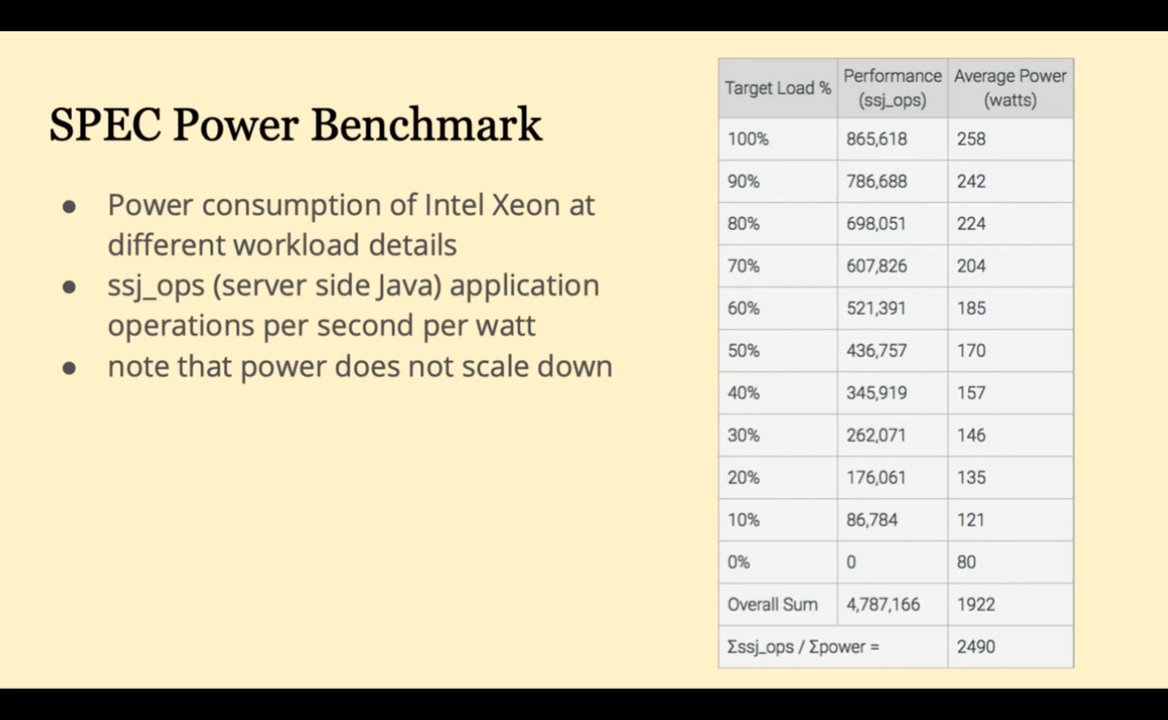 SPEC Power Benchmark
● Power consumption of Intel Xeon at
different workload details
● ssj_ops (server side Java) application
operations per second per watt
● note that power does not scale down
Target Load % Performance (ssj_ops) Average Power (watts)
100% 865,618 258
90% 786,688 242
80% 698,051 224
70% 607,826 204
60% 521,391 185
50% 436,757 170
40% 345,919 157
30% 262,071 146
20% 176,061 135
10% 86,784 121
0% 0 80
Overall Sum 4,787,166 1922
Σssj_ops / Σpower = 2490